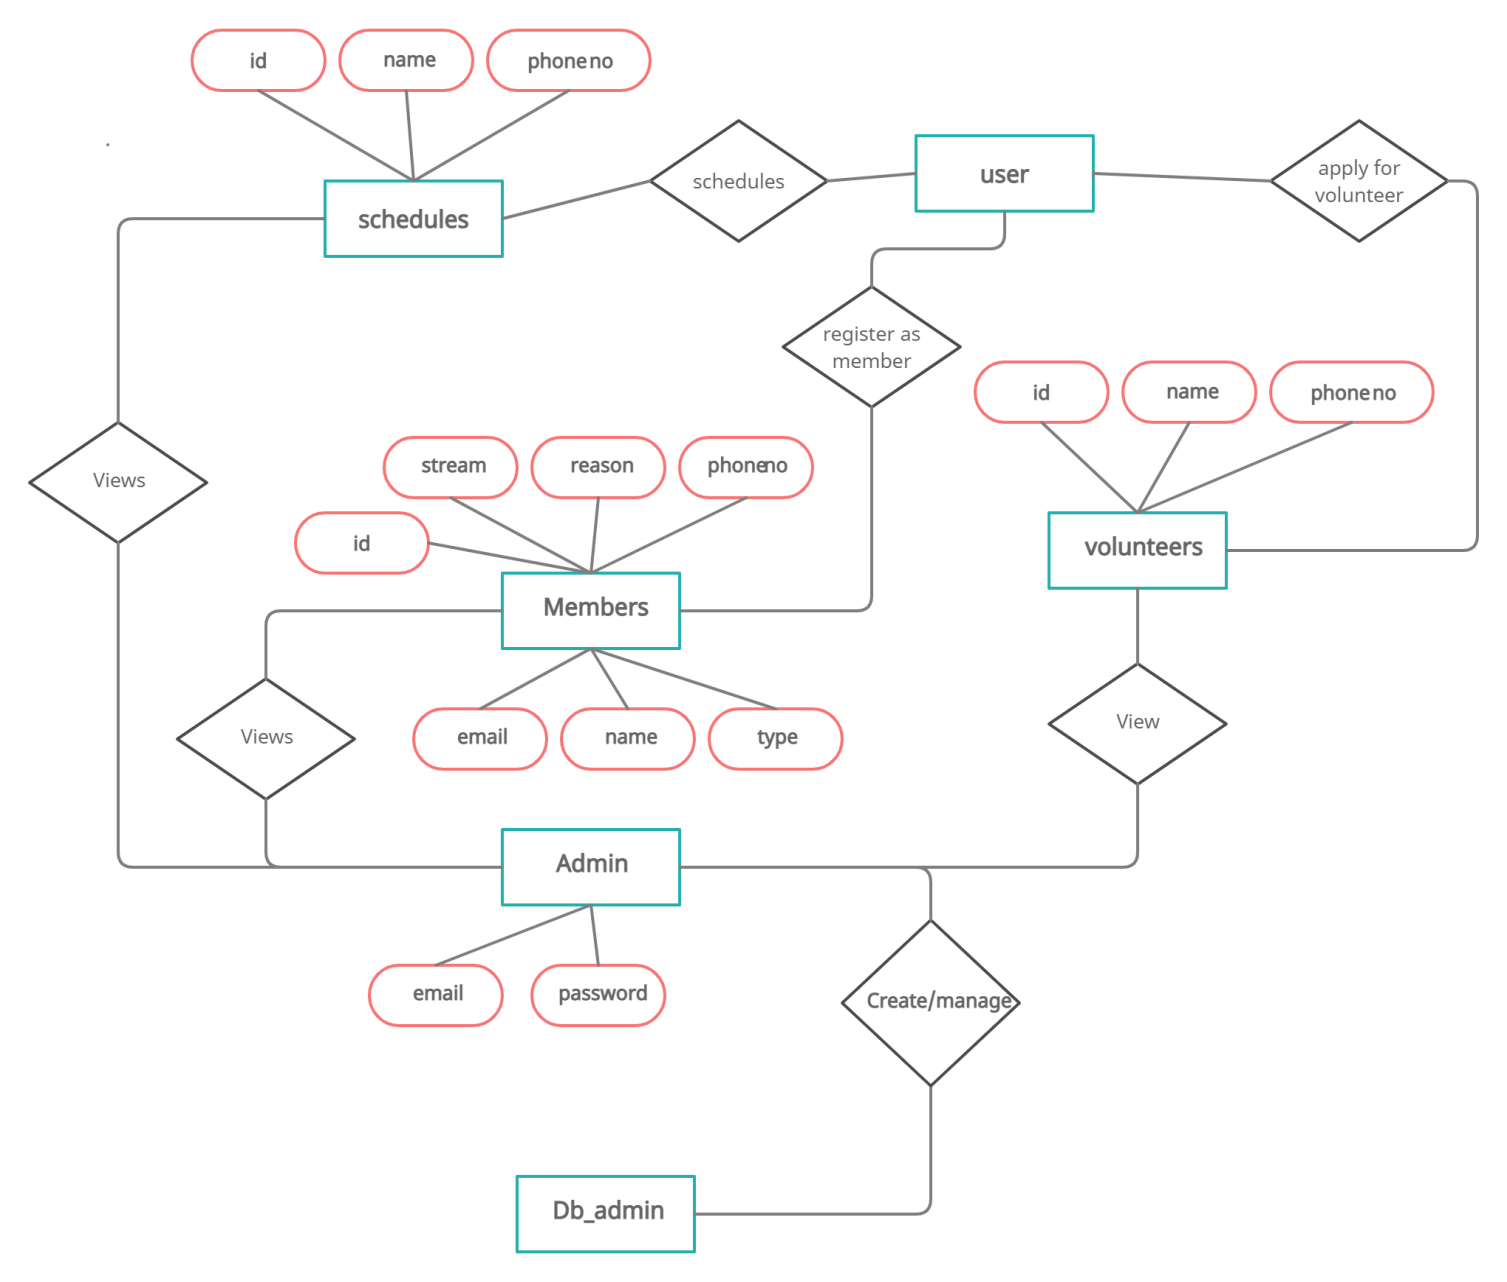 id
name
phone no
schedules
schedules
user
apply for
volunteer
register as
member
id
name
phone no
stream
reason
phone no
id
Views
volunteers
Members
Views
email
name
type
View
Admin
email
password
Create/manage
Db_admin